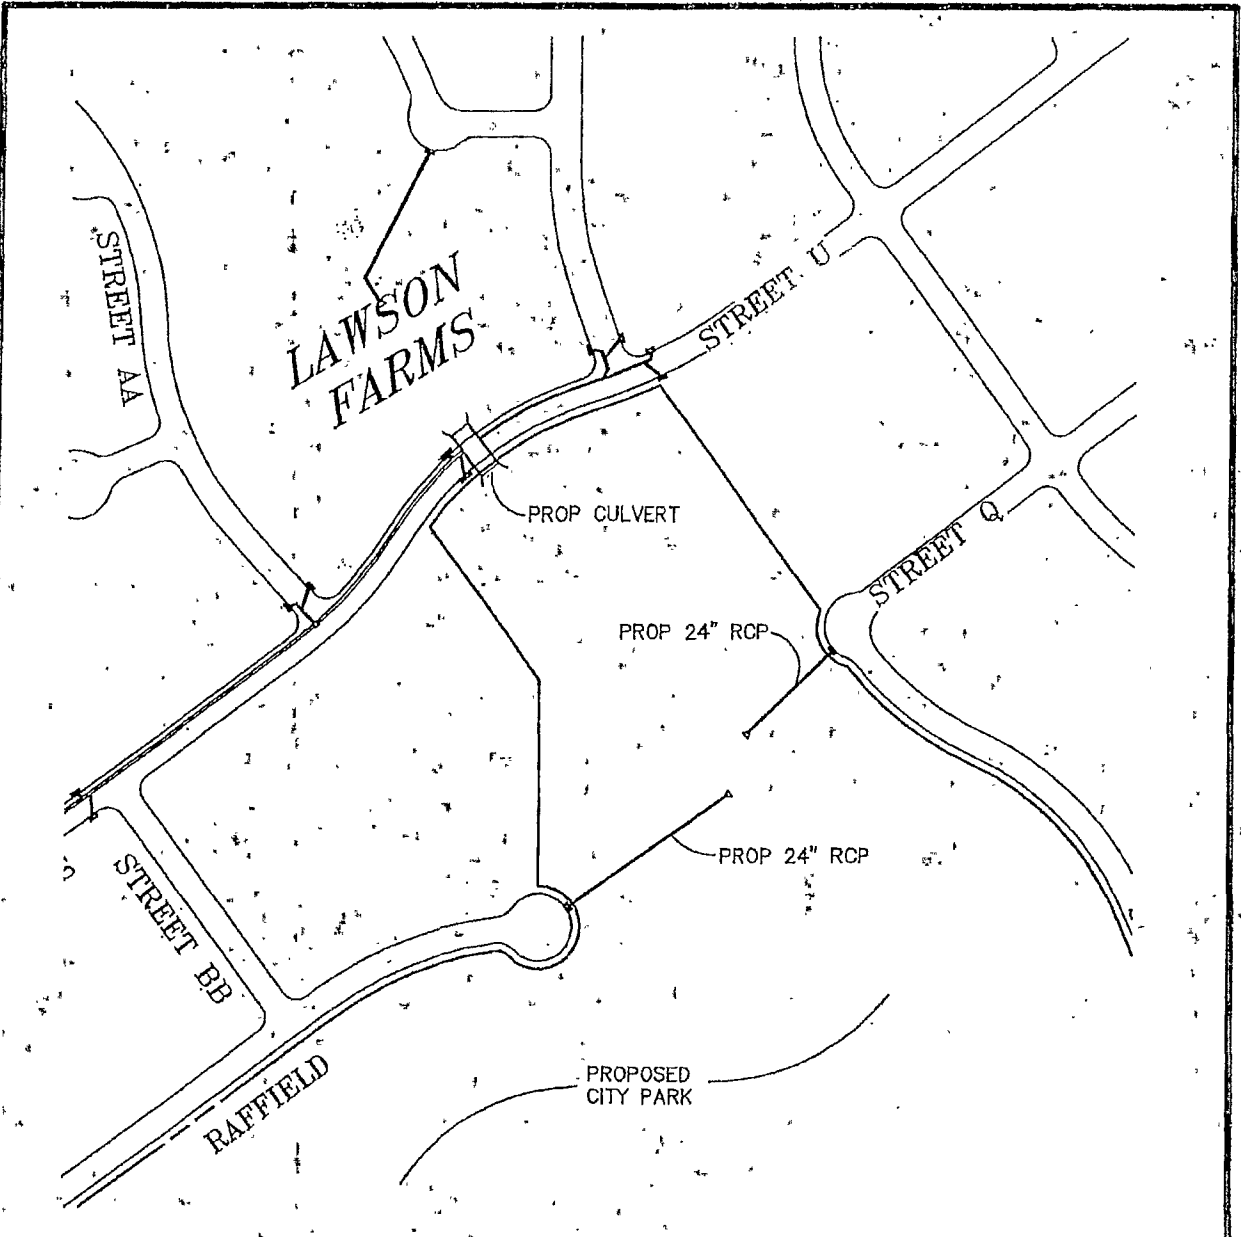 STREET AA
LAWSON
FARMS
STREET U
PROP CULVERT
STREET Q
PROP 24" RCP
PROP 24" RCP
STREET BB
RAFFIELD
PROPOSED
CITY PARK